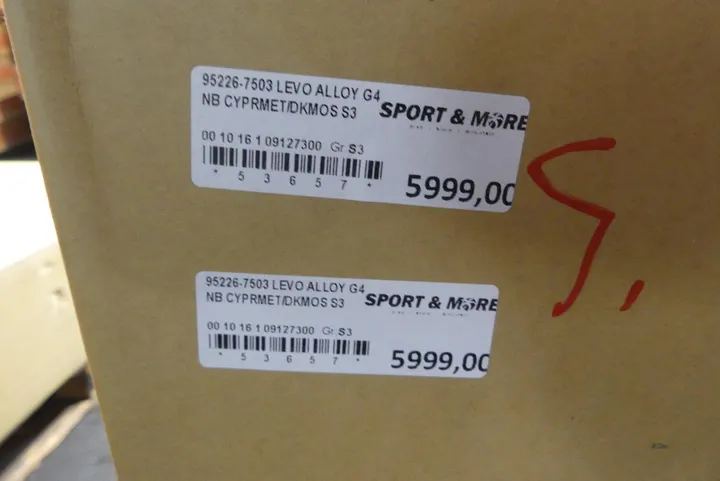 95226-7503 LEVO ALLOY G4
NB CYPRMET/DKMOS S3
SPORT & MORE
00 10 16 1 09127300 Gr S3
* 5 3 6 5 7 *
5999,00
95226-7503 LEVO ALLOY G4
NB CYPRMET/DKMOS S3
SPORT & MORE
00 10 16 1 09127300 Gr S3
* 5 3 6 5 7 *
5999,00